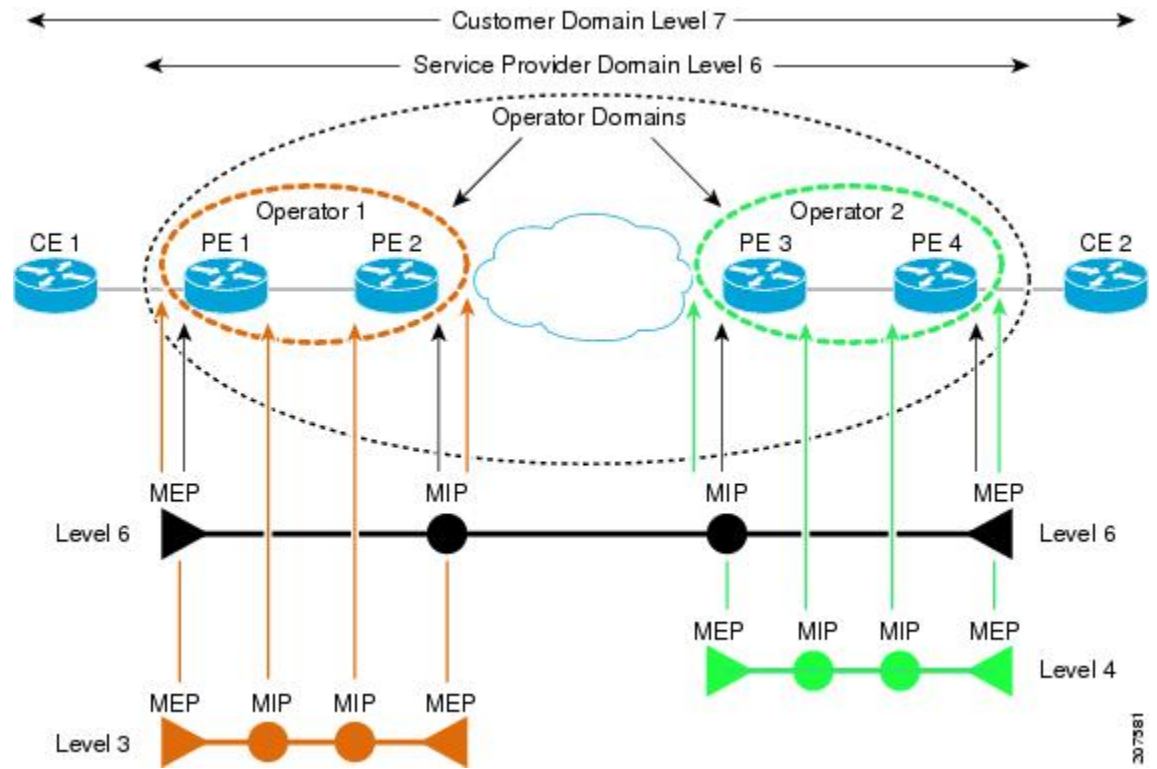 Customer Domain Level 7
Service Provider Domain Level 6
Operator Domains
Operator 1
Operator 2
CE 1
PE 1
PE 2
PE 3
PE 4
CE 2
MEP
MIP
MIP
MEP
Level 6
Level 6
MEP
MIP
MIP
MEP
Level 4
MEP
MIP
MIP
MEP
Level 3
207581